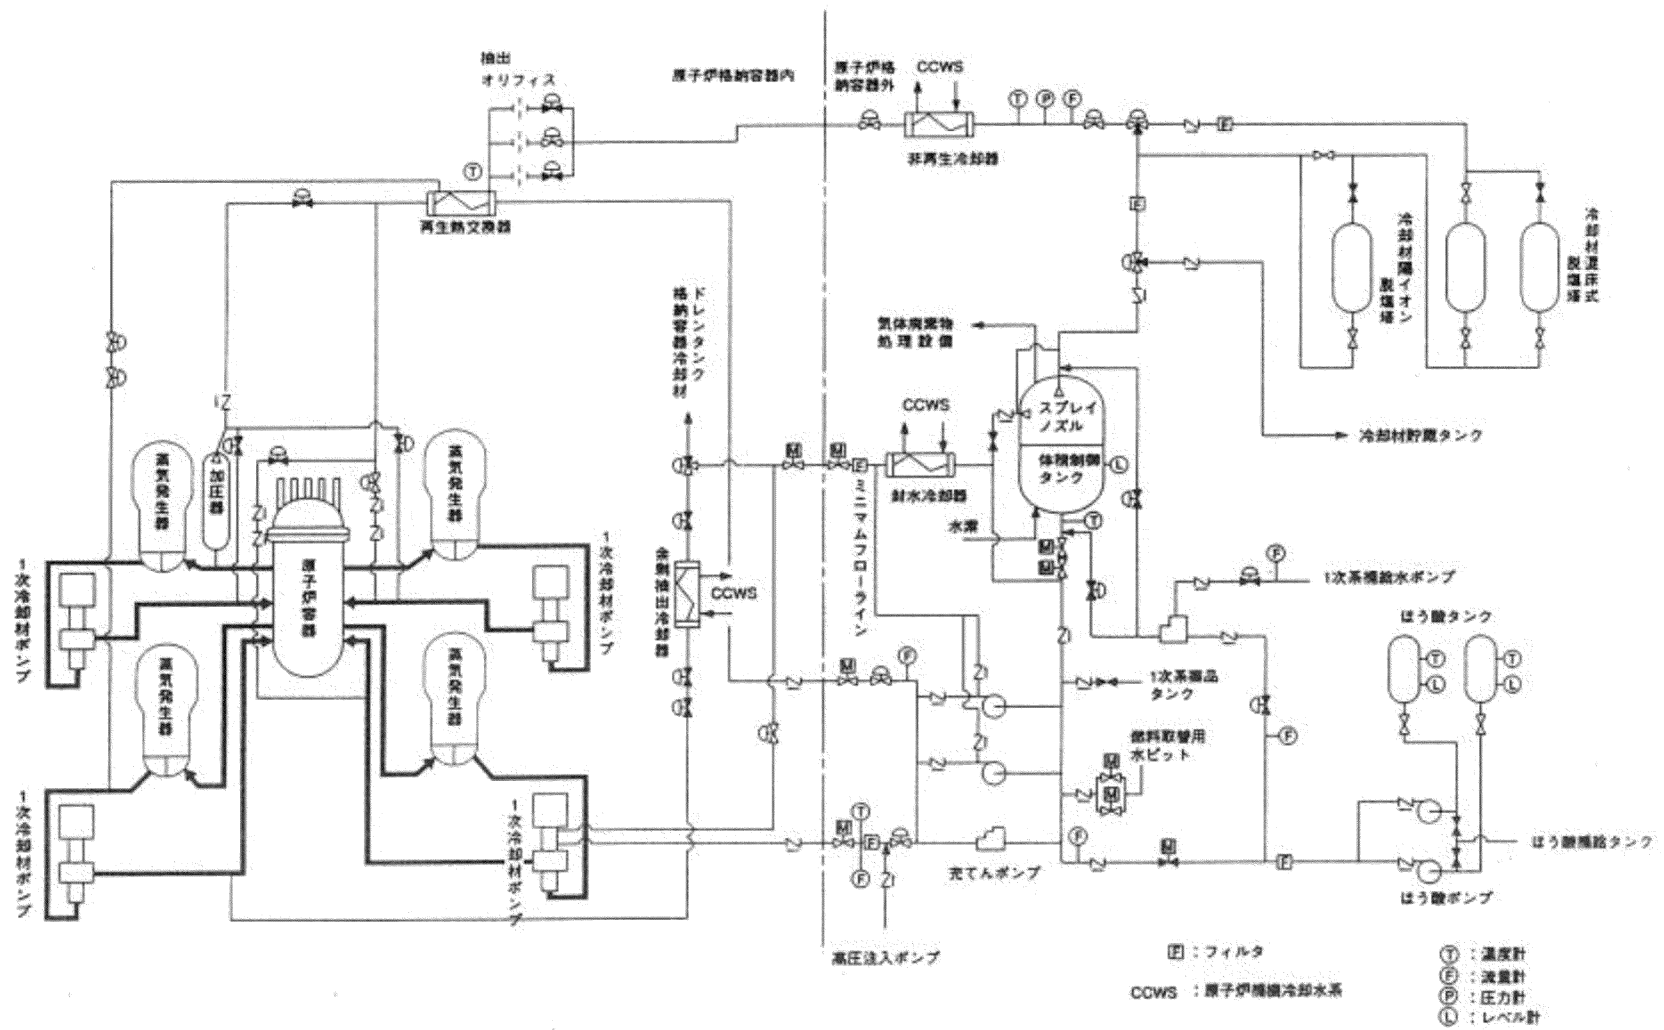 抽出
オリフィス
原子炉格納容器内
原子炉格
納容器外
CCWS
T
P
F
F
非再生冷却器
T
再生熱交換器
F
冷却材陽イオン
脱塩塔
冷却材混床式
脱塩塔
格納容器冷却材
ドレンタンク
気体廃棄物
処理設備
CCWS
スプレイ
ノズル
体積制御
タンク
L
冷却材貯蔵タンク
蒸気発生器
加圧器
蒸気発生器
M
M
F
封水冷却器
ミニマムフローライン
水素
T
M
M
1次冷却材ポンプ
原子炉容器
1次冷却材ポンプ
余剰抽出冷却器
CCWS
F
1次系補給水ポンプ
ほう酸タンク
T
L
T
L
蒸気発生器
蒸気発生器
M
F
1次系薬品
タンク
F
燃料取替用
水ピット
M
M
1次冷却材ポンプ
1次冷却材ポンプ
T
M
F
F
充てんポンプ
F
M
F
ほう酸補給タンク
ほう酸ポンプ
高圧注入ポンプ
F:フィルタ
CCWS:原子炉補機冷却水系
T:温度計
F:流量計
P:圧力計
L:レベル計